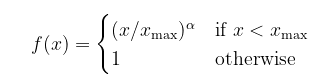 f(x) = { (x/x_max)^α if x < x_max
1 otherwise